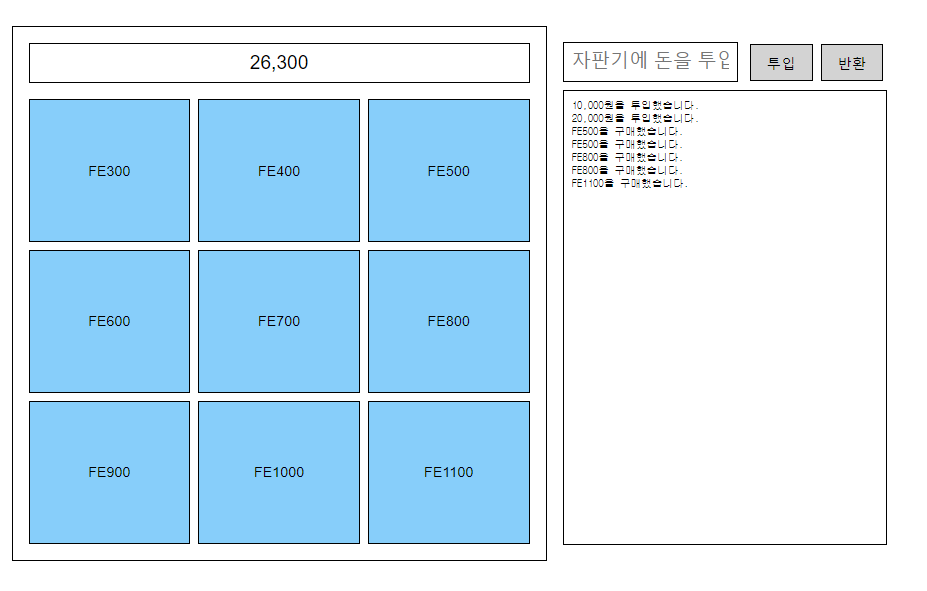 26,300
자판기에 돈을 투입
투입
반환
FE300
FE400
FE500
FE600
FE700
FE800
FE900
FE1000
FE1100
10,000원을 투입했습니다.
20,000원을 투입했습니다.
FE500을 구매했습니다.
FE500을 구매했습니다.
FE800을 구매했습니다.
FE800을 구매했습니다.
FE1100을 구매했습니다.